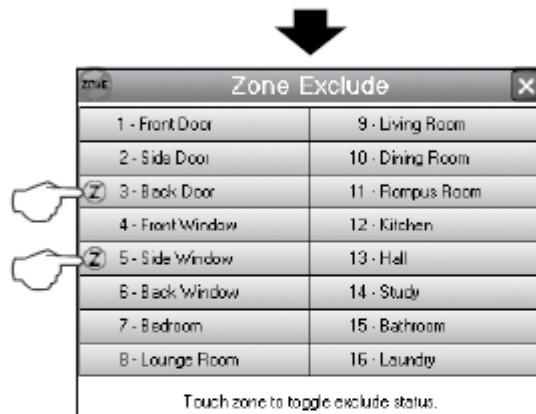 ZONE
Zone Exclude
1 - Front Door
2 - Side Door
Z 3 - Back Door
4 - Front Window
Z 5 - Side Window
6 - Back Window
7 - Bedroom
8 - Lounge Room
9 - Living Room
10 - Dining Room
11 - Rompus Room
12 - Kitchen
13 - Hall
14 - Study
15 - Bathroom
16 - Laundry
Touch zone to toggle exclude status.